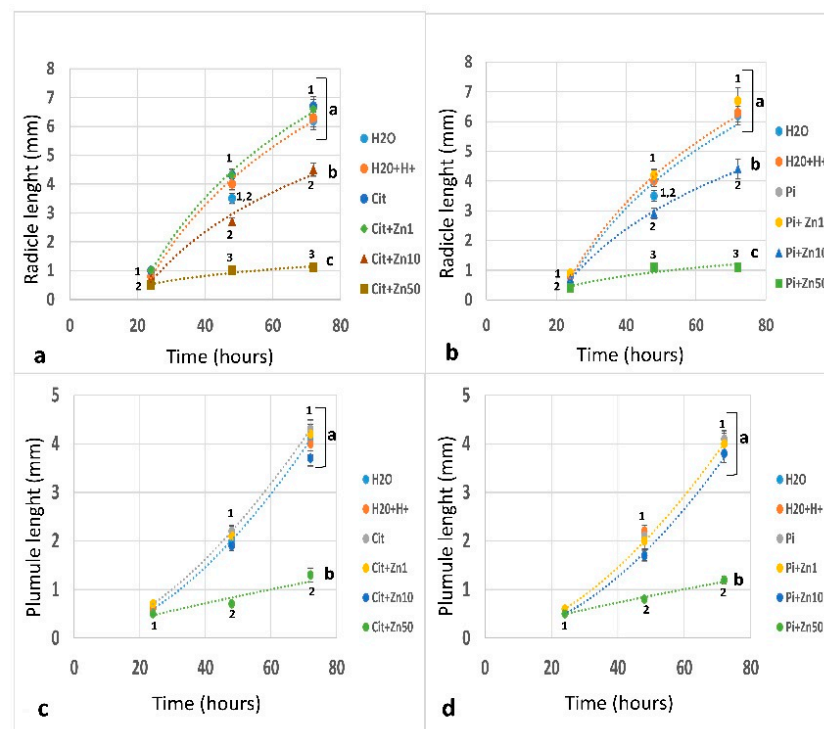 8
7
6
5
4
3
2
1
0
0 20 40 60 80
Radicle lenght (mm)
Time (hours)
1
2
1
1,2
2
3
1
2
3
a
b
c
H2O
H20+H+
Cit
Cit+Zn1
Cit+Zn10
Cit+Zn50
a
8
7
6
5
4
3
2
1
0
0 20 40 60 80
Radicle lenght (mm)
Time (hours)
1
2
1
1,2
2
3
1
2
3
a
b
c
H2O
H20+H+
Pi
Pi+ Zn1
Pi+Zn10
Pi+Zn50
b
5
4
3
2
1
0
0 20 40 60 80
Plumule lenght (mm)
Time (hours)
1
1
2
1
2
a
b
H2O
H20+H+
Cit
Cit+Zn1
Cit+Zn10
Cit+Zn50
c
5
4
3
2
1
0
0 20 40 60 80
Plumule lenght (mm)
Time (hours)
1
1
2
1
2
a
b
H2O
H20+H+
Pi
Pi+Zn1
Pi+Zn10
Pi+Zn50
d